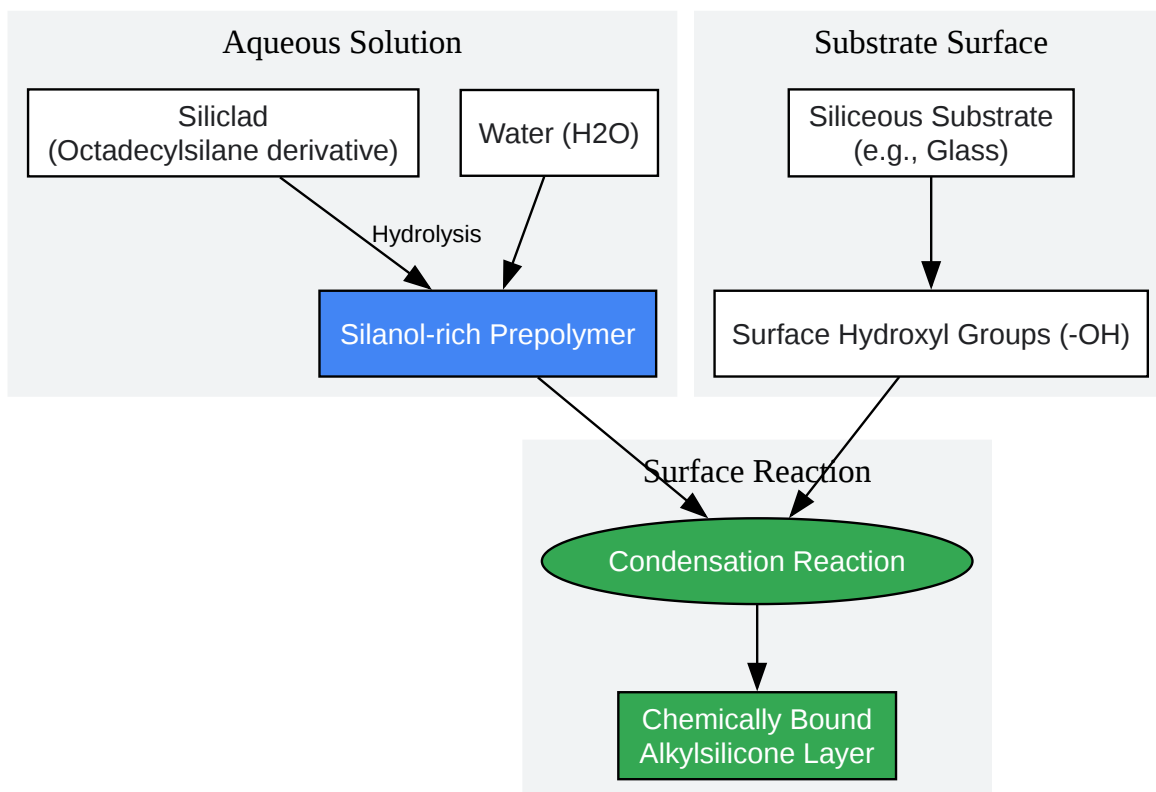 Aqueous Solution
Siliclad
(Octadecylsilane derivative)
Water (H2O)
Hydrolysis
Silanol-rich Prepolymer
Substrate Surface
Siliceous Substrate
(e.g., Glass)
Surface Hydroxyl Groups (-OH)
Surface Reaction
Condensation Reaction
Chemically Bound
Alkylsilicone Layer